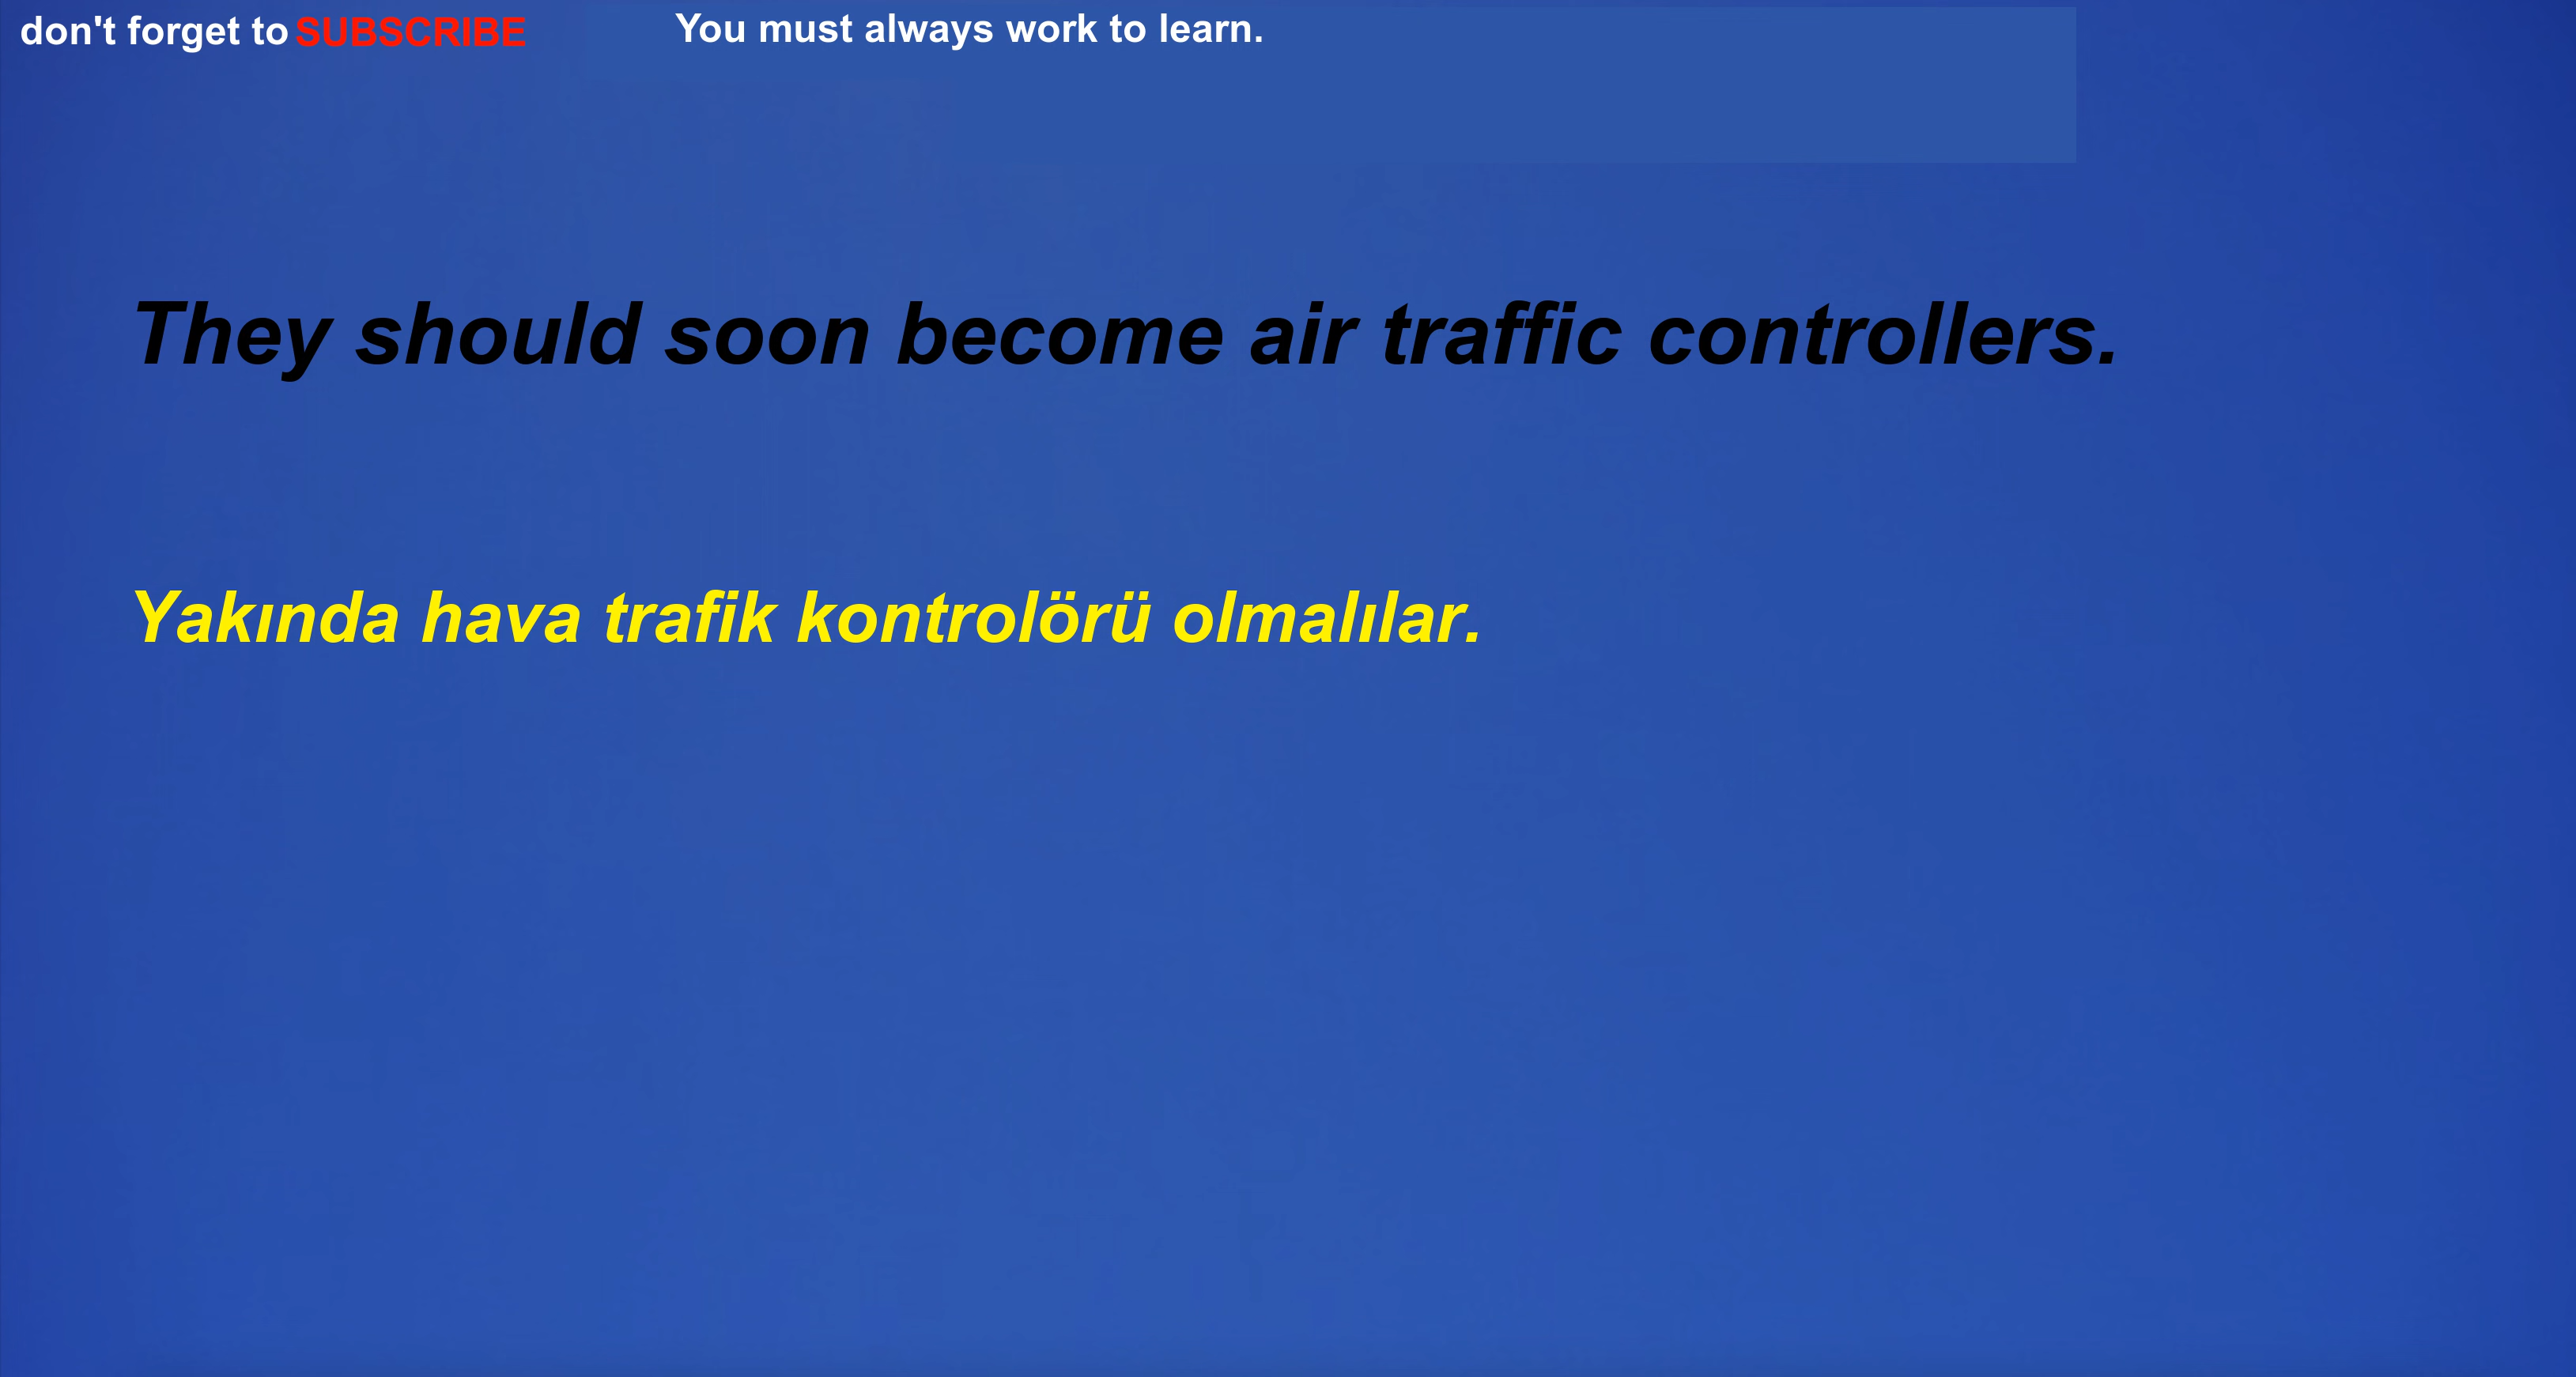 don't forget to SUBSCRIBE
You must always work to learn.
They should soon become air traffic controllers.
Yakında hava trafik kontrolörü olmalılar.